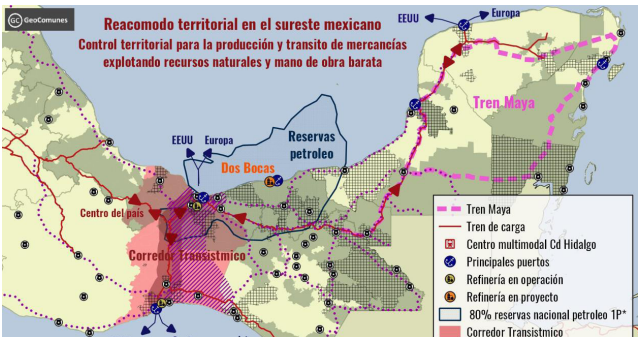 GC GeoComunes
Reacomodo territorial en el sureste mexicano
Control territorial para la producción y transito de mercancías
explotando recursos naturales y mano de obra barata
EEUU
Europa
Tren Maya
EEUU
Europa
Reservas
petroleo
Dos Bocas
Centro del país
Corredor Transístmico
Tren Maya
Tren de carga
Centro multimodal Cd Hidalgo
Principales puertos
Refinería en operación
Refinería en proyecto
80% reservas nacional petroleo 1P*
Corredor Transistmico